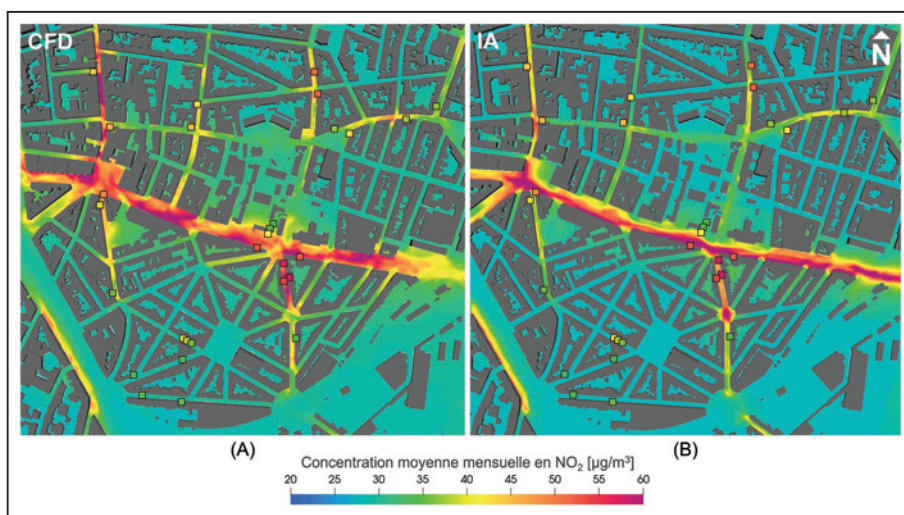 CFD
IA
N
(A)
(B)
Concentration moyenne mensuelle en NO₂ [µg/m³]
20 25 30 35 40 45 50 55 60